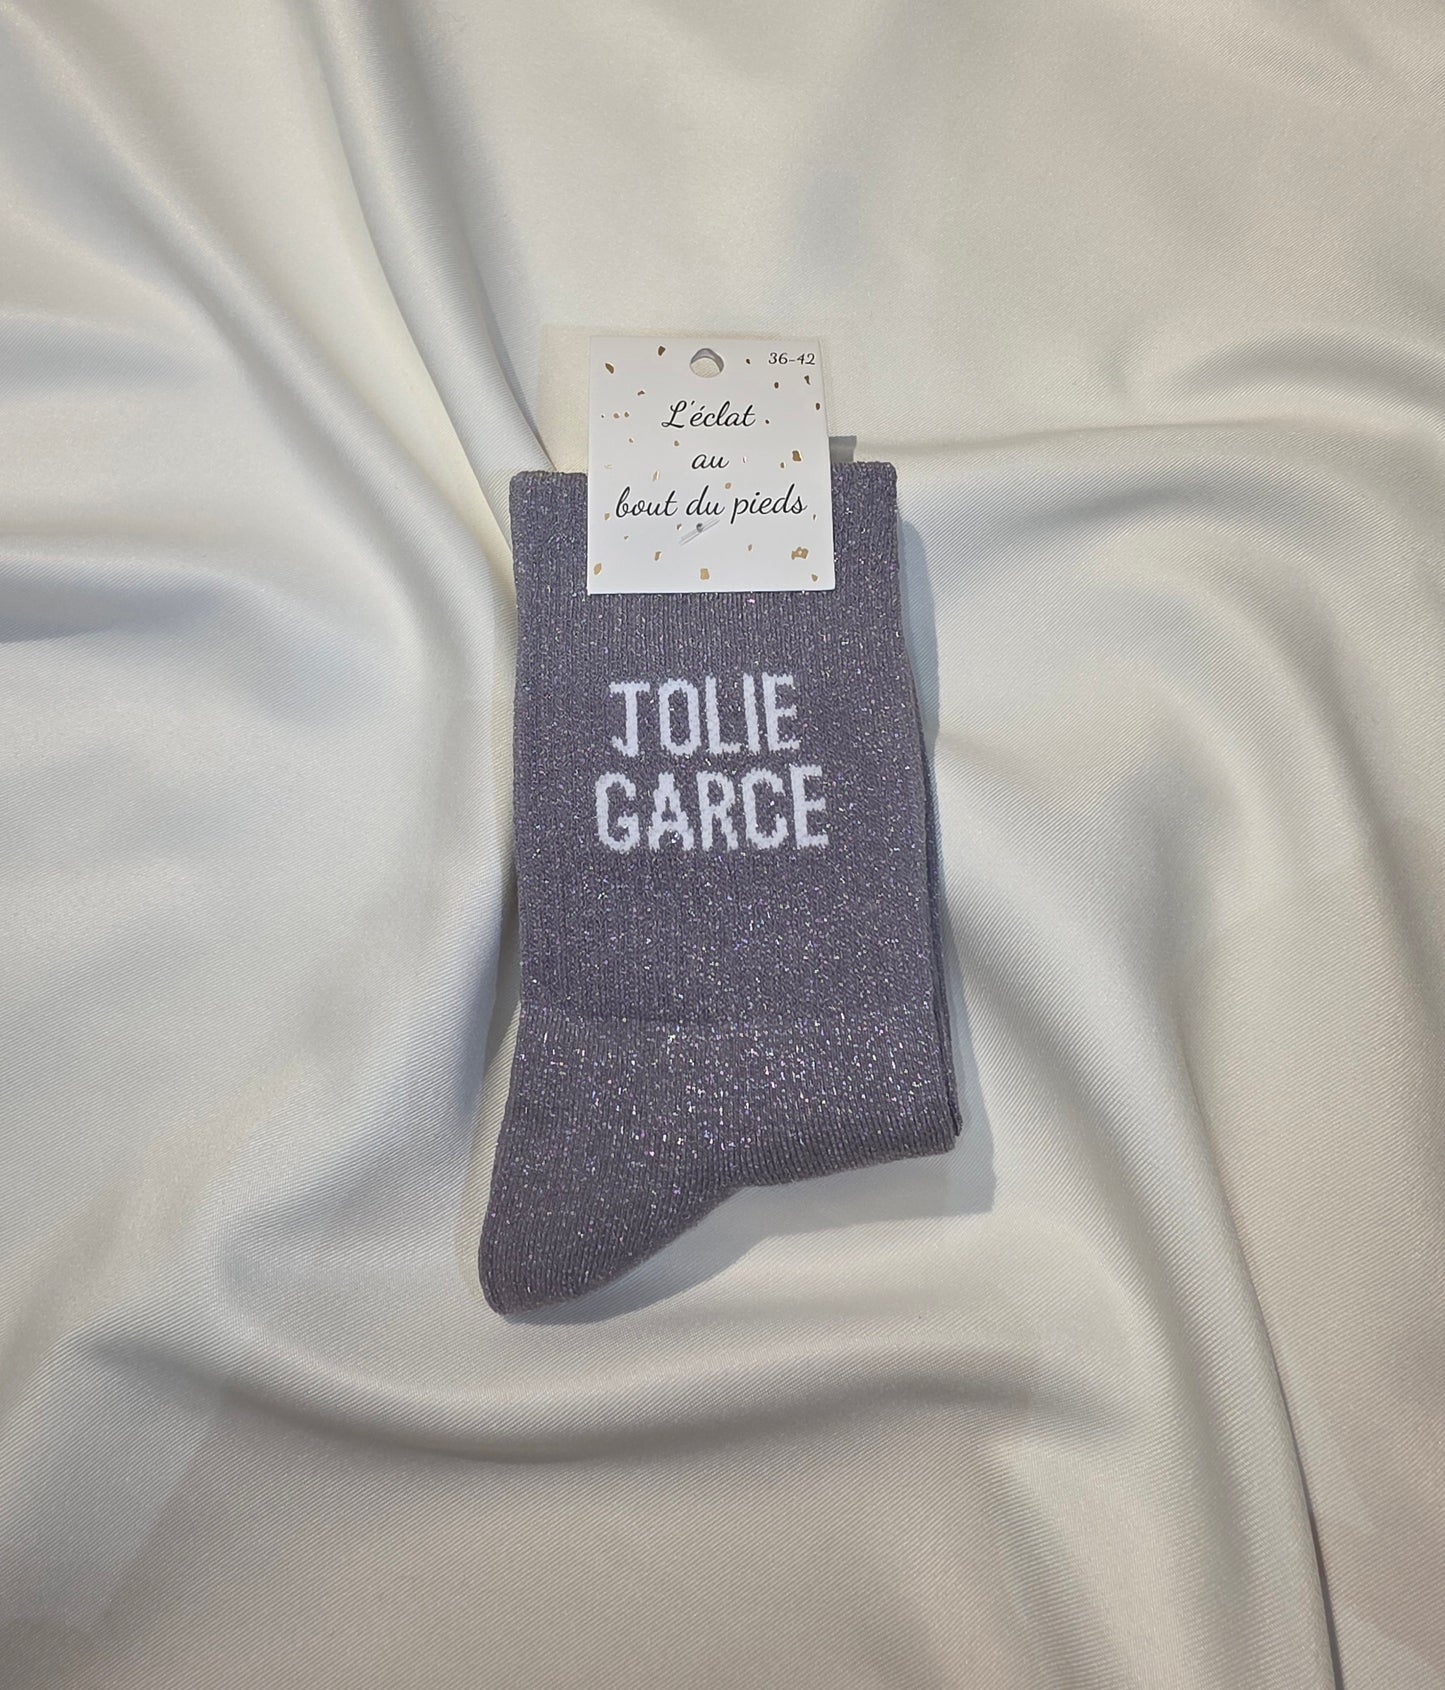 36-42
L'éclat
au
bout du pieds
JOLIE
GARCE